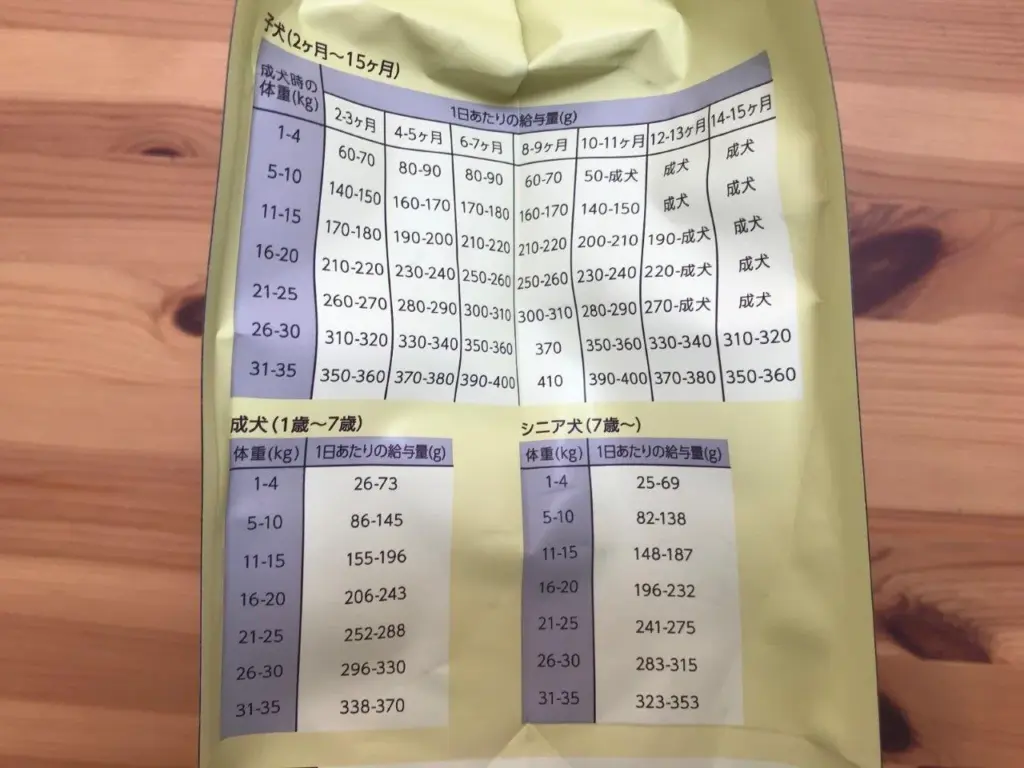 子犬(2ヶ月〜15ヶ月)
成犬時の体重(kg) 1日あたりの給与量(g)
2-3ヶ月 4-5ヶ月 6-7ヶ月 8-9ヶ月 10-11ヶ月 12-13ヶ月 14-15ヶ月
1-4 60-70 80-90 80-90 60-70 50-成犬 成犬 成犬
5-10 140-150 160-170 170-180 160-170 140-150 成犬 成犬
11-15 170-180 190-200 210-220 210-220 200-210 190-成犬 成犬
16-20 210-220 230-240 250-260 250-260 230-240 220-成犬 成犬
21-25 260-270 280-290 300-310 300-310 280-290 270-成犬 成犬
26-30 310-320 330-340 350-360 370 350-360 330-340 310-320
31-35 350-360 370-380 390-400 410 390-400 370-380 350-360
成犬(1歳〜7歳)
体重(kg) 1日あたりの給与量(g)
1-4 26-73
5-10 86-145
11-15 155-196
16-20 206-243
21-25 252-288
26-30 296-330
31-35 338-370
シニア犬(7歳〜)
体重(kg) 1日あたりの給与量(g)
1-4 25-69
5-10 82-138
11-15 148-187
16-20 196-232
21-25 241-275
26-30 283-315
31-35 323-353